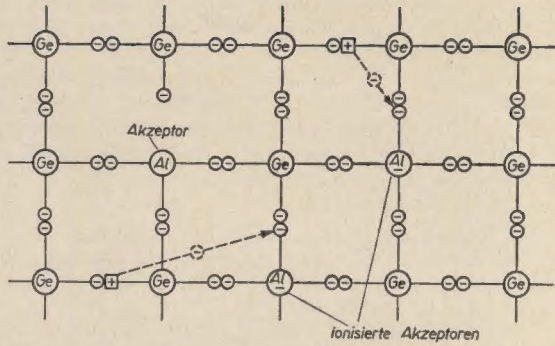 Ge Ge Ge + Ge Ge
Akzeptor
Ge Al Ge Al Ge
Ge + Ge Al Ge Ge
ionisierte Akzeptoren